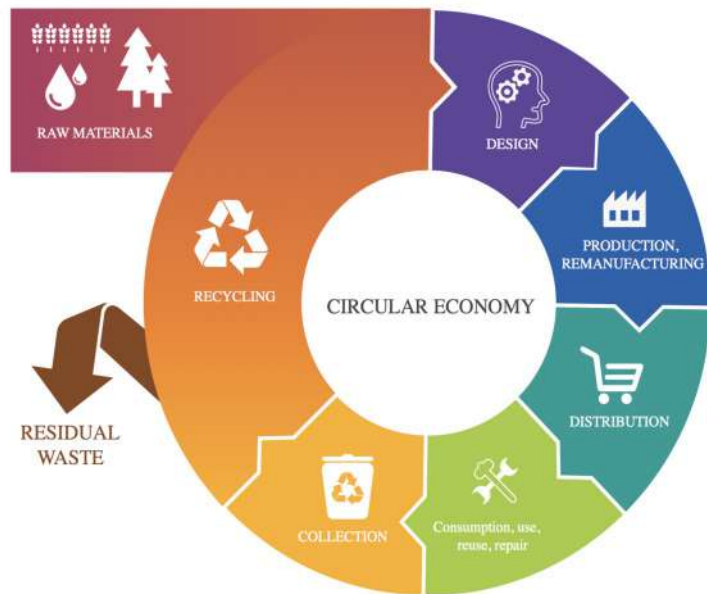 RAW MATERIALS
DESIGN
PRODUCTION,
REMANUFACTURING
RECYCLING
CIRCULAR ECONOMY
DISTRIBUTION
RESIDUAL
WASTE
COLLECTION
Consumption, use,
reuse, repair